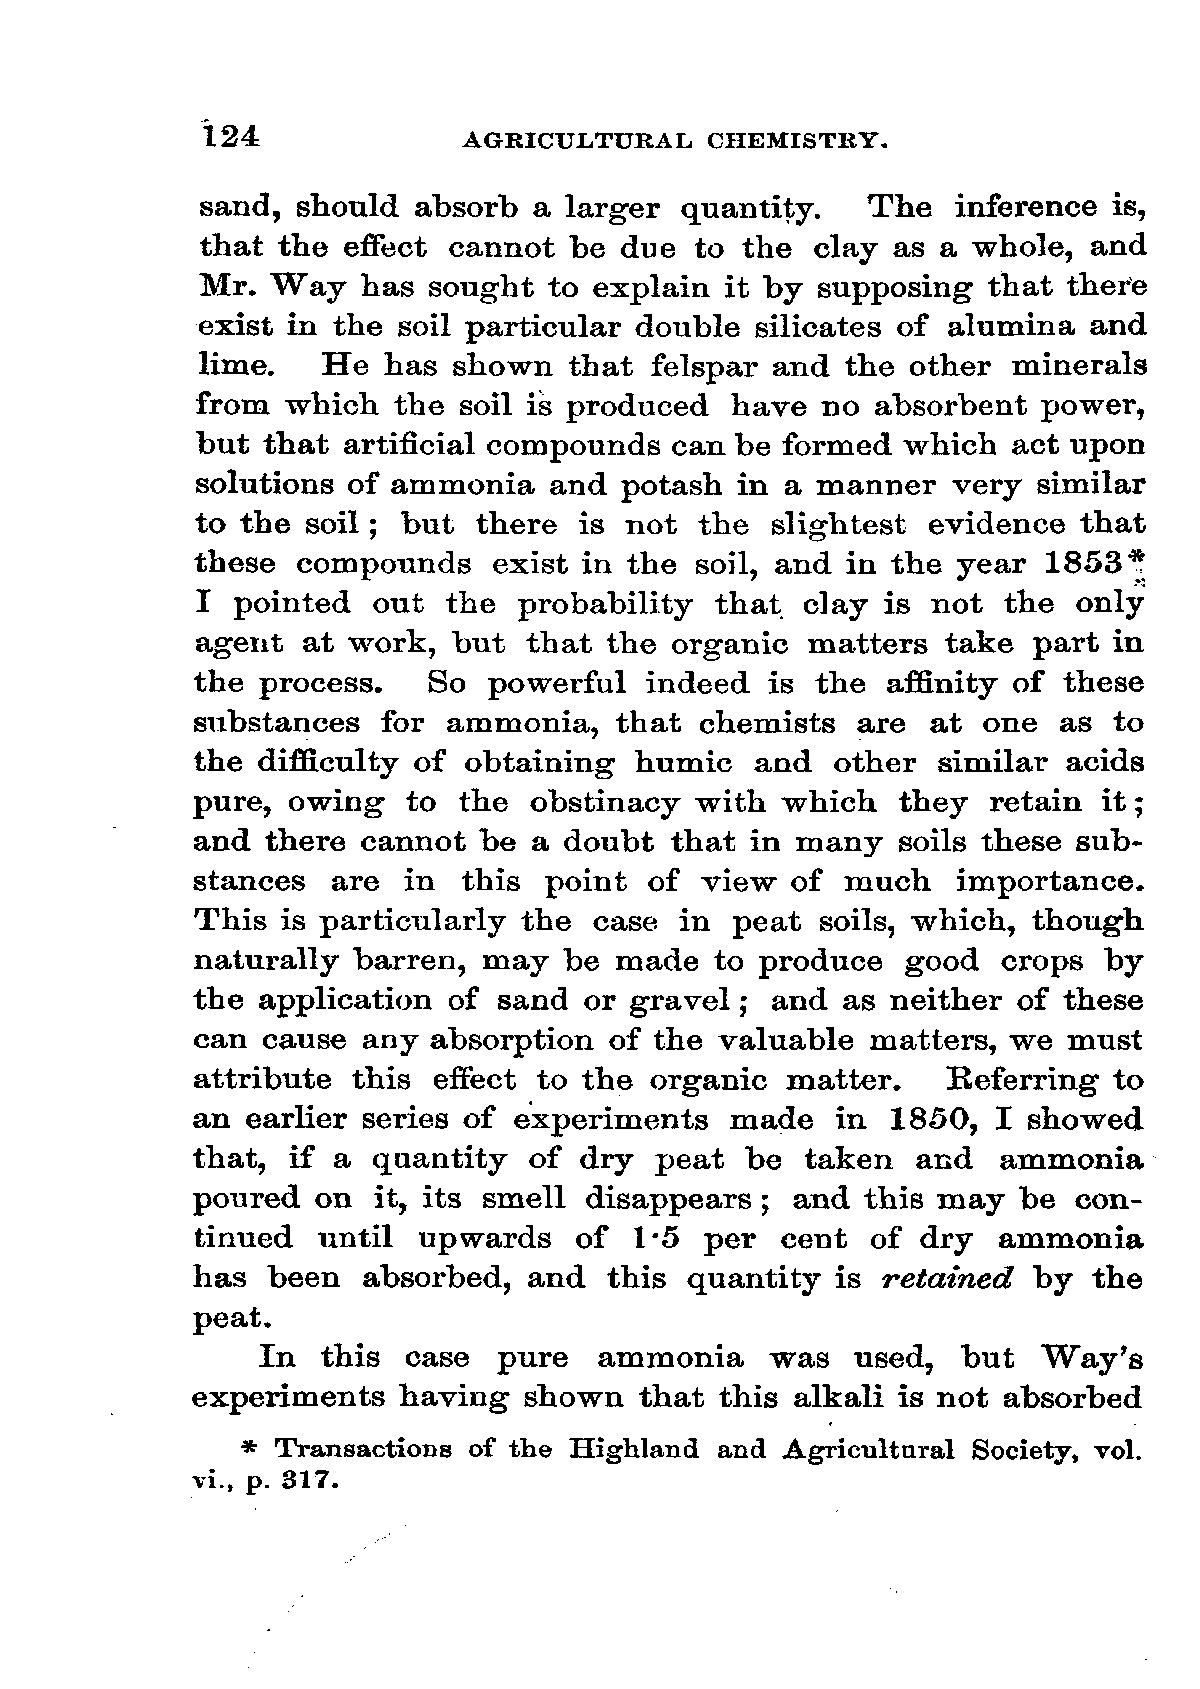 124 AGRICULTURAL CHEMISTRY.
sand, should absorb a larger quantity. The inference is,
that the effect cannot be due to the clay as a whole, and
Mr. Way has sought to explain it by supposing that there
exist in the soil particular double silicates of alumina and
lime. He has shown that felspar and the other minerals
from which the soil is produced have no absorbent power,
but that artificial compounds can be formed which act upon
solutions of ammonia and potash in a manner very similar
to the soil; but there is not the slightest evidence that
these compounds exist in the soil, and in the year 1853*
I pointed out the probability that clay is not the only
agent at work, but that the organic matters take part in
the process. So powerful indeed is the affinity of these
substances for ammonia, that chemists are at one as to
the difficulty of obtaining humic and other similar acids
pure, owing to the obstinacy with which they retain it;
and there cannot be a doubt that in many soils these sub-
stances are in this point of view of much importance.
This is particularly the case in peat soils, which, though
naturally barren, may be made to produce good crops by
the application of sand or gravel; and as neither of these
can cause any absorption of the valuable matters, we must
attribute this effect to the organic matter. Referring to
an earlier series of experiments made in 1850, I showed
that, if a quantity of dry peat be taken and ammonia
poured on it, its smell disappears; and this may be con-
tinued until upwards of 1·5 per cent of dry ammonia
has been absorbed, and this quantity is retained by the
peat.
In this case pure ammonia was used, but Way's
experiments having shown that this alkali is not absorbed
* Transactions of the Highland and Agricultural Society, vol.
vi., p. 317.